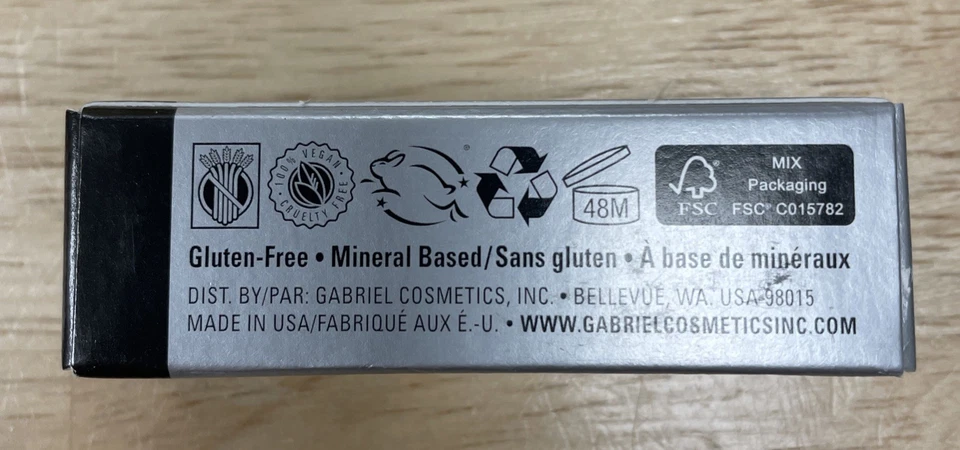 100% VEGAN
CRUELTY FREE
®
48M
FSC®
MIX
Packaging
FSC® C015782
Gluten-Free • Mineral Based/Sans gluten • À base de minéraux
DIST. BY/PAR: GABRIEL COSMETICS, INC. • BELLEVUE, WA. USA 98015
MADE IN USA/FABRIQUÉ AUX É.-U. • WWW.GABRIELCOSMETICSINC.COM